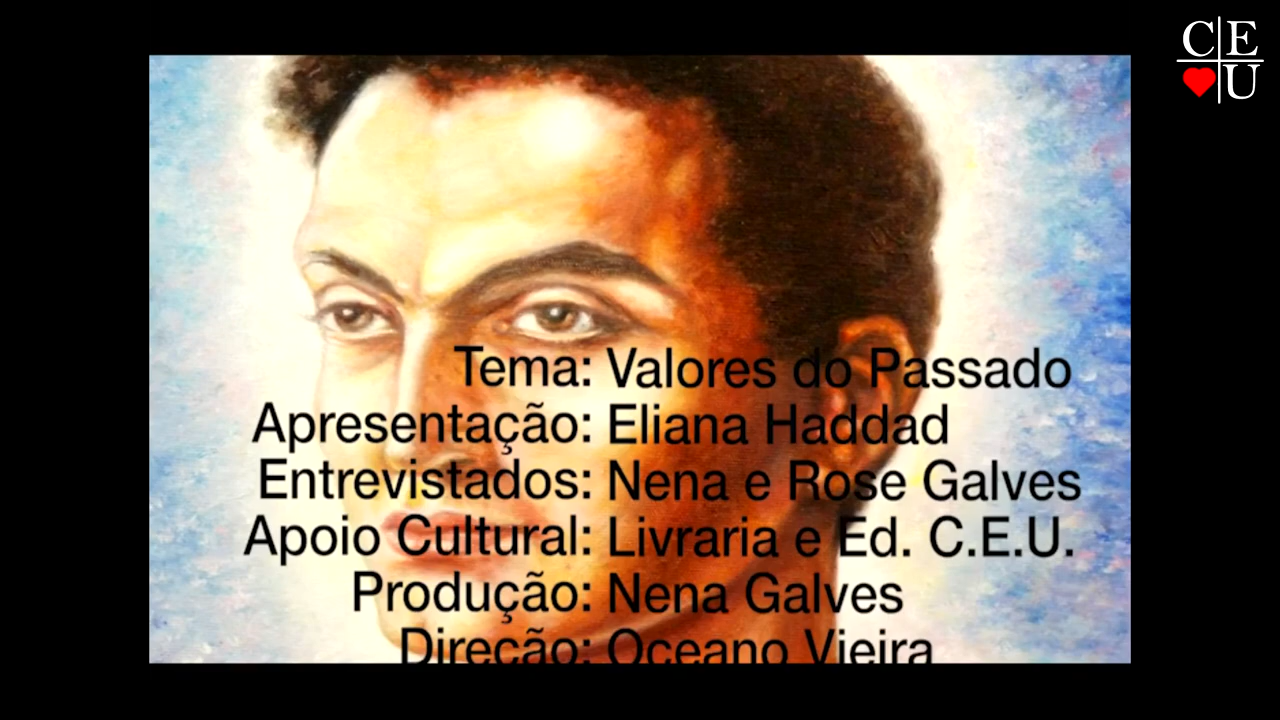 C E
U
Tema: Valores do Passado
Apresentação: Eliana Haddad
Entrevistados: Nena e Rose Galves
Apoio Cultural: Livraria e Ed. C.E.U.
Produção: Nena Galves
Direção: Oceano Vieira